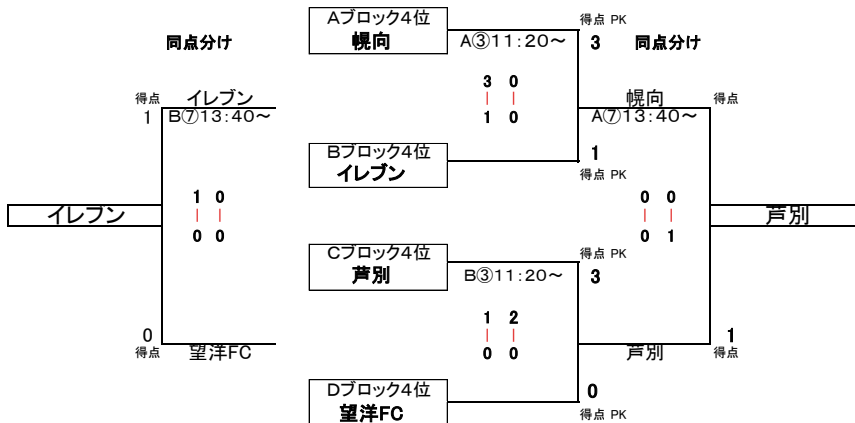 Aブロック4位
幌向
同点分け
A③11:20～
得点 PK
3
同点分け
3 0
| |
1 0
得点
イレブン
1
B⑦13:40～
幌向
得点
A⑦13:40～
Bブロック4位
イレブン
1
得点 PK
1 0
| |
0 0
イレブン
0 0
| |
0 1
芦別
Cブロック4位
芦別
B③11:20～
得点 PK
3
1 2
| |
0 0
0
得点
望洋FC
芦別
1
得点
Dブロック4位
望洋FC
0
得点 PK